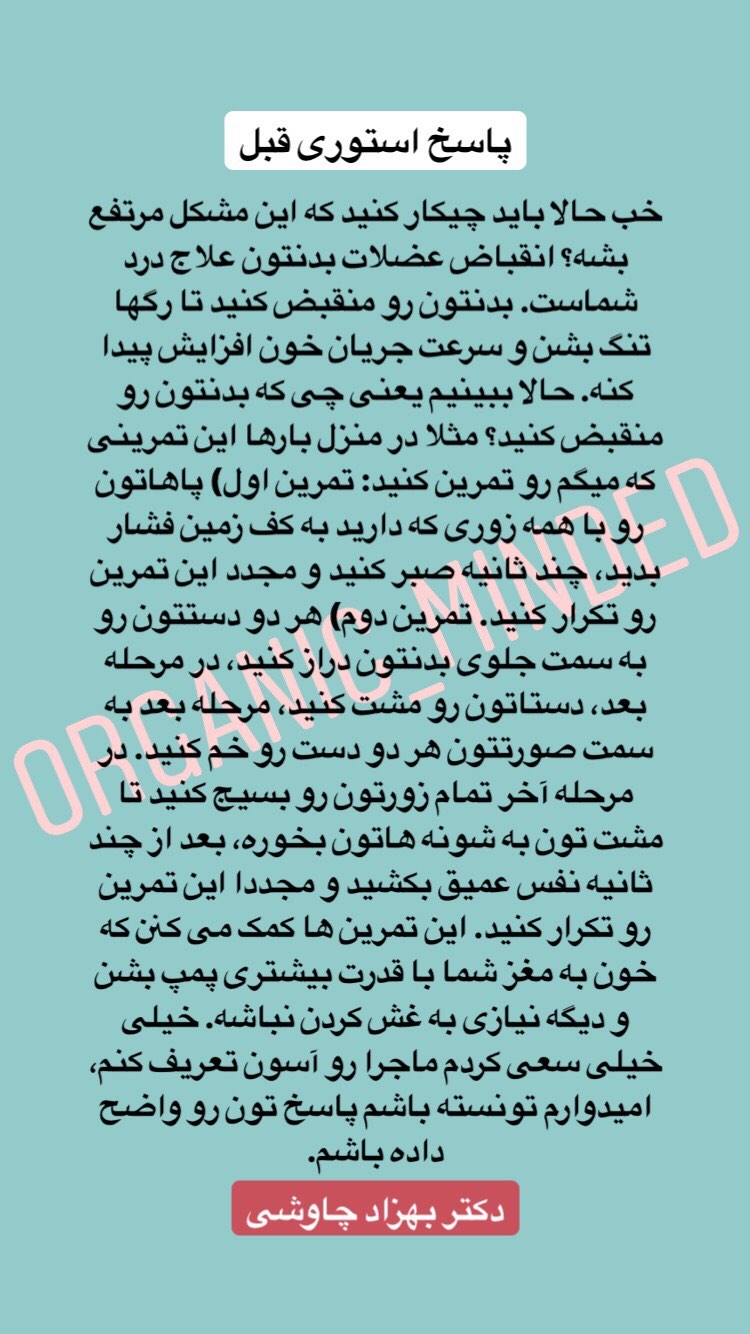 پاسخ استوری قبل
خب حالا باید چیکار کنید که این مشکل مرتفع
بشه؟ انقباض عضلات بدنتون علاج درد
شماست. بدنتون رو منقبض کنید تا رگها
تنگ بشن و سرعت جریان خون افزایش پیدا
کنه. حالا ببینیم یعنی چی که بدنتون رو
منقبض کنید؟ مثلا در منزل بارها این تمرینی
که میگم رو تمرین کنید: تمرین اول) پاهاتون
رو با همه زوری که دارید به کف زمین فشار
بدید، چند ثانیه صبر کنید و مجدد این تمرین
رو تکرار کنید. تمرین دوم) هر دو دستتون رو
به سمت جلوی بدنتون دراز کنید، در مرحله
بعد، دستاتون رو مشت کنید، مرحله بعد به
سمت صورتتون هر دو دست رو خم کنید. در
مرحله آخر تمام زورتون رو بسیج کنید تا
مشت تون به شونه هاتون بخوره، بعد از چند
ثانیه نفس عمیق بکشید و مجددا این تمرین
رو تکرار کنید. این تمرین ها کمک می کنن که
خون به مغز شما با قدرت بیشتری پمپ بشن
و دیگه نیازی به غش کردن نباشه. خیلی
خیلی سعی کردم ماجرا رو آسون تعریف کنم،
امیدوارم تونسته باشم پاسخ تون رو واضح
داده باشم.
دکتر بهزاد چاوشی
ORGANIC_MINDED